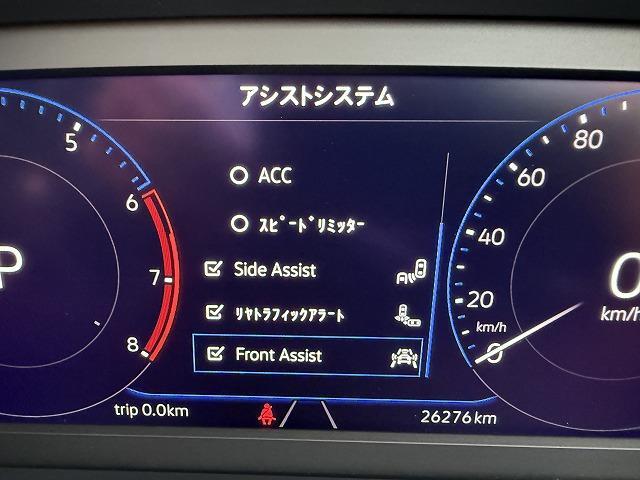 アシストシステム
ACC
スピードリミッター
Side Assist
リヤトラフィックアラート
Front Assist
5
6
7
8
P
80
60
40
20
0
km/h
0
km/h
trip 0.0km
26276 km